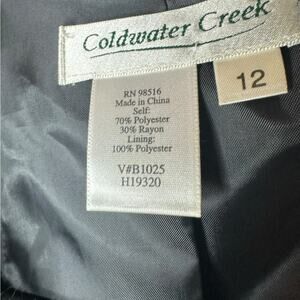 Coldwater Creek
12
RN 98516
Made in China
Self:
70% Polyester
30% Rayon
Lining:
100% Polyester
V#B1025
H19320